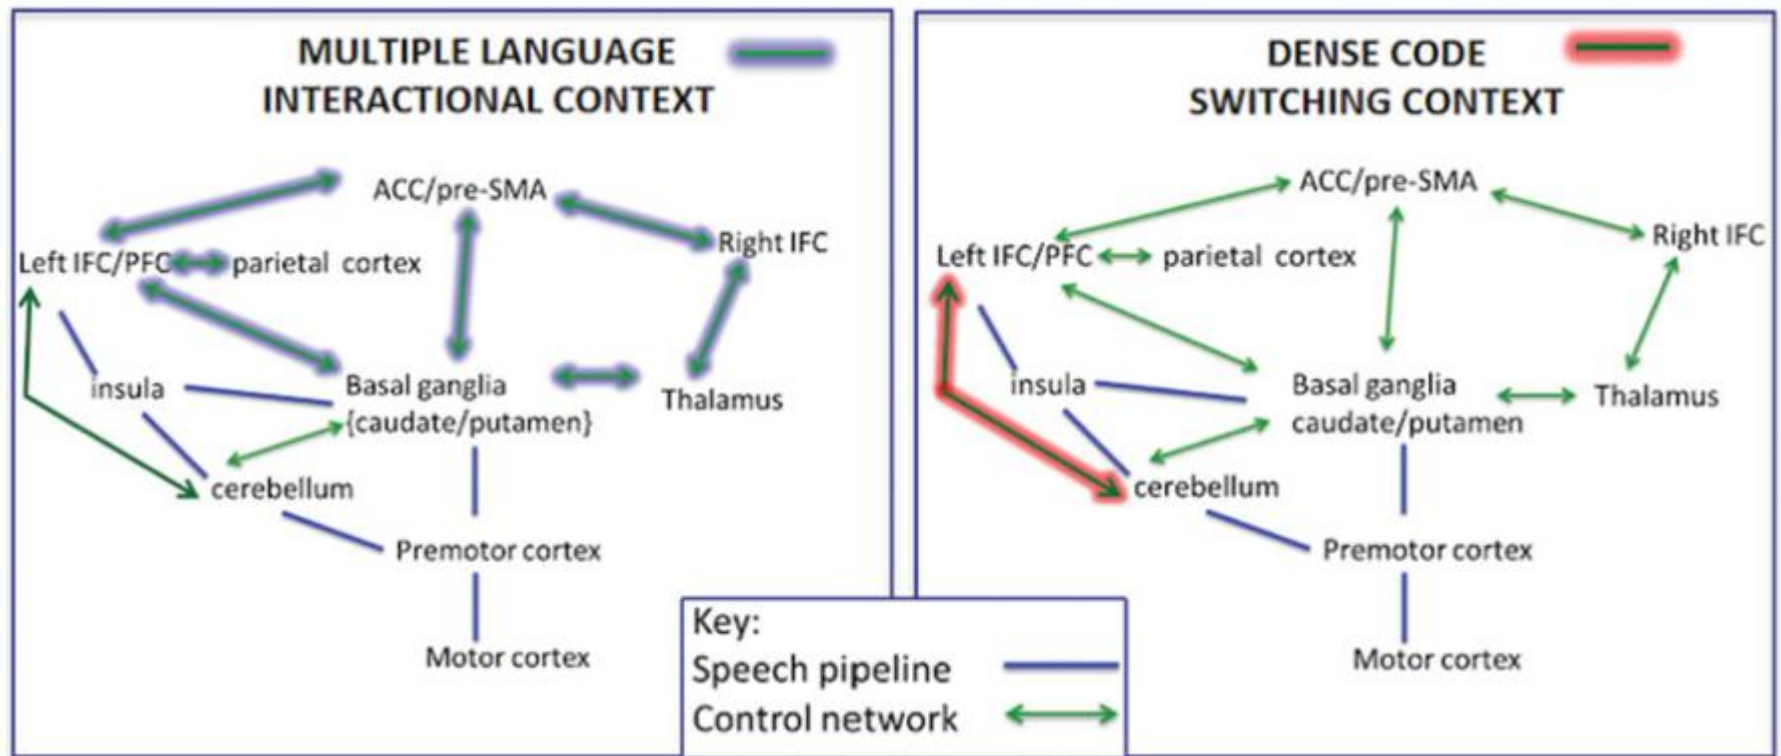 MULTIPLE LANGUAGE
INTERACTIONAL CONTEXT
ACC/pre-SMA
Right IFC
Left IFC/PFC
parietal cortex
insula
Basal ganglia
{caudate/putamen}
Thalamus
cerebellum
Premotor cortex
Motor cortex
DENSE CODE
SWITCHING CONTEXT
ACC/pre-SMA
Right IFC
Left IFC/PFC
parietal cortex
insula
Basal ganglia
caudate/putamen
Thalamus
cerebellum
Premotor cortex
Motor cortex
Key:
Speech pipeline
Control network